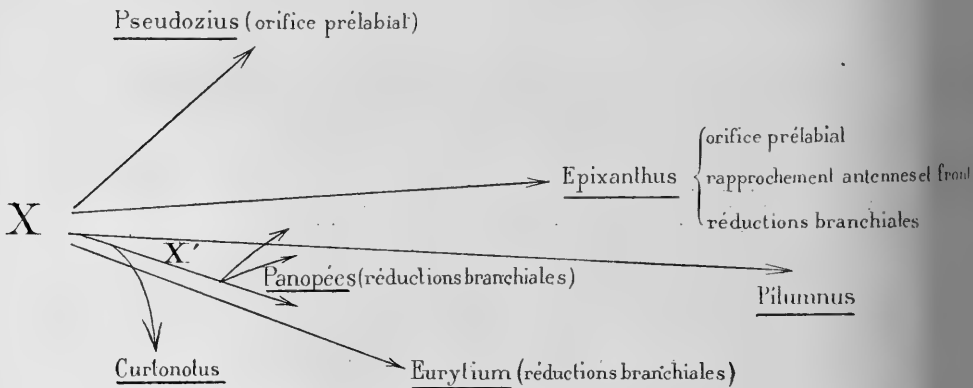 Pseudozius (orifice prélabial)
orifice prélabial
Epixanthus
rapprochement antennes et front
réductions branchiales
X
X'
Panopées (réductions branchiales)
Pilumnus
Curtonotus
Eurytium (réductions branchiales)